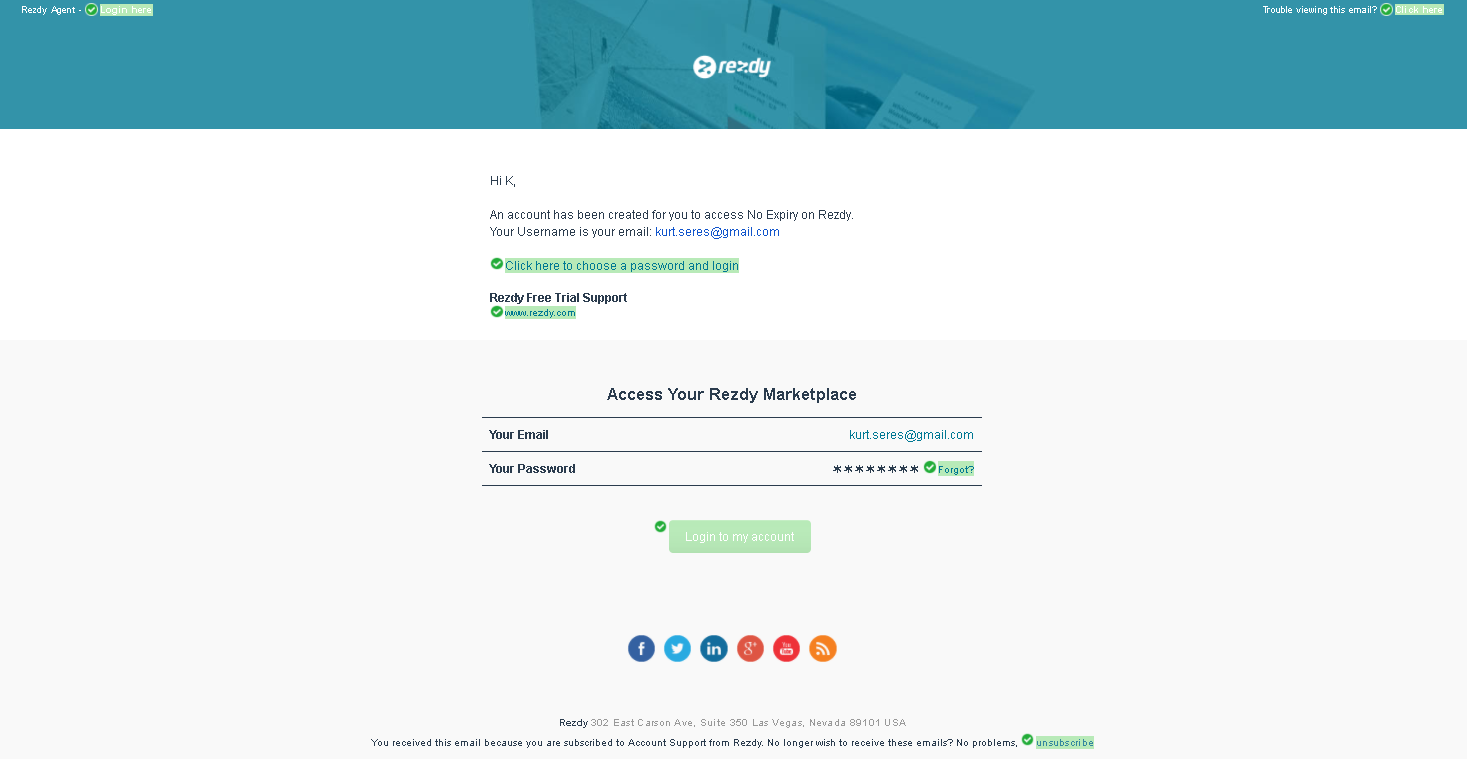 Rezdy Agent - Login here
Trouble viewing this email? Click here
rezdy
Hi K,
An account has been created for you to access No Expiry on Rezdy.
Your Username is your email: kurt.seres@gmail.com
Click here to choose a password and login
Rezdy Free Trial Support
www.rezdy.com
Access Your Rezdy Marketplace
Your Email kurt.seres@gmail.com
Your Password ******** Forgot?
Login to my account
Rezdy 302 East Carson Ave, Suite 350 Las Vegas, Nevada 89101 USA
You received this email because you are subscribed to Account Support from Rezdy. No longer wish to receive these emails? No problems, unsubscribe